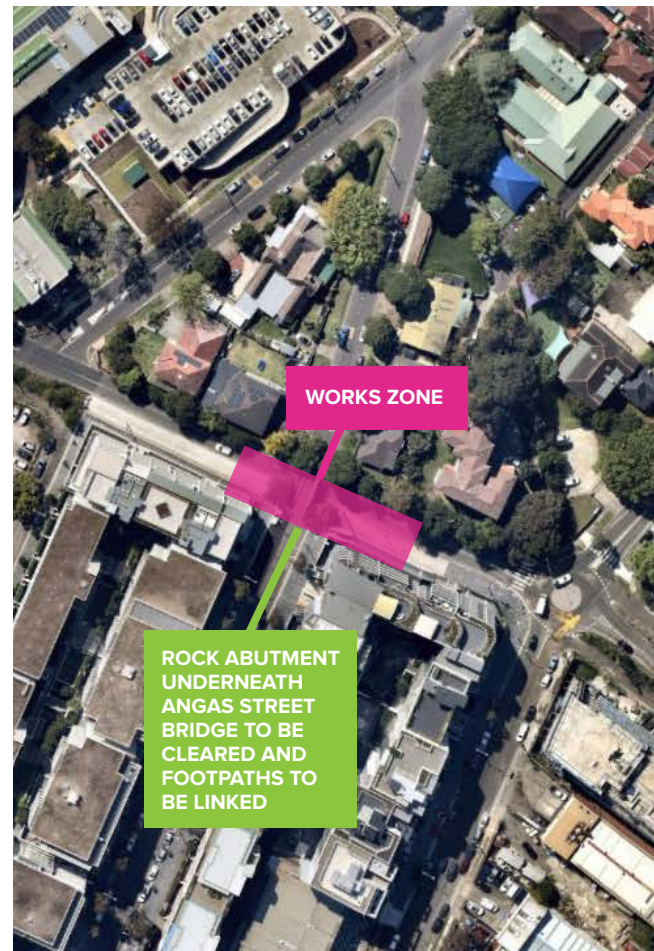 WORKS ZONE
ROCK ABUTMENT
UNDERNEATH
ANGAS STREET
BRIDGE TO BE
CLEARED AND
FOOTPATHS TO
BE LINKED